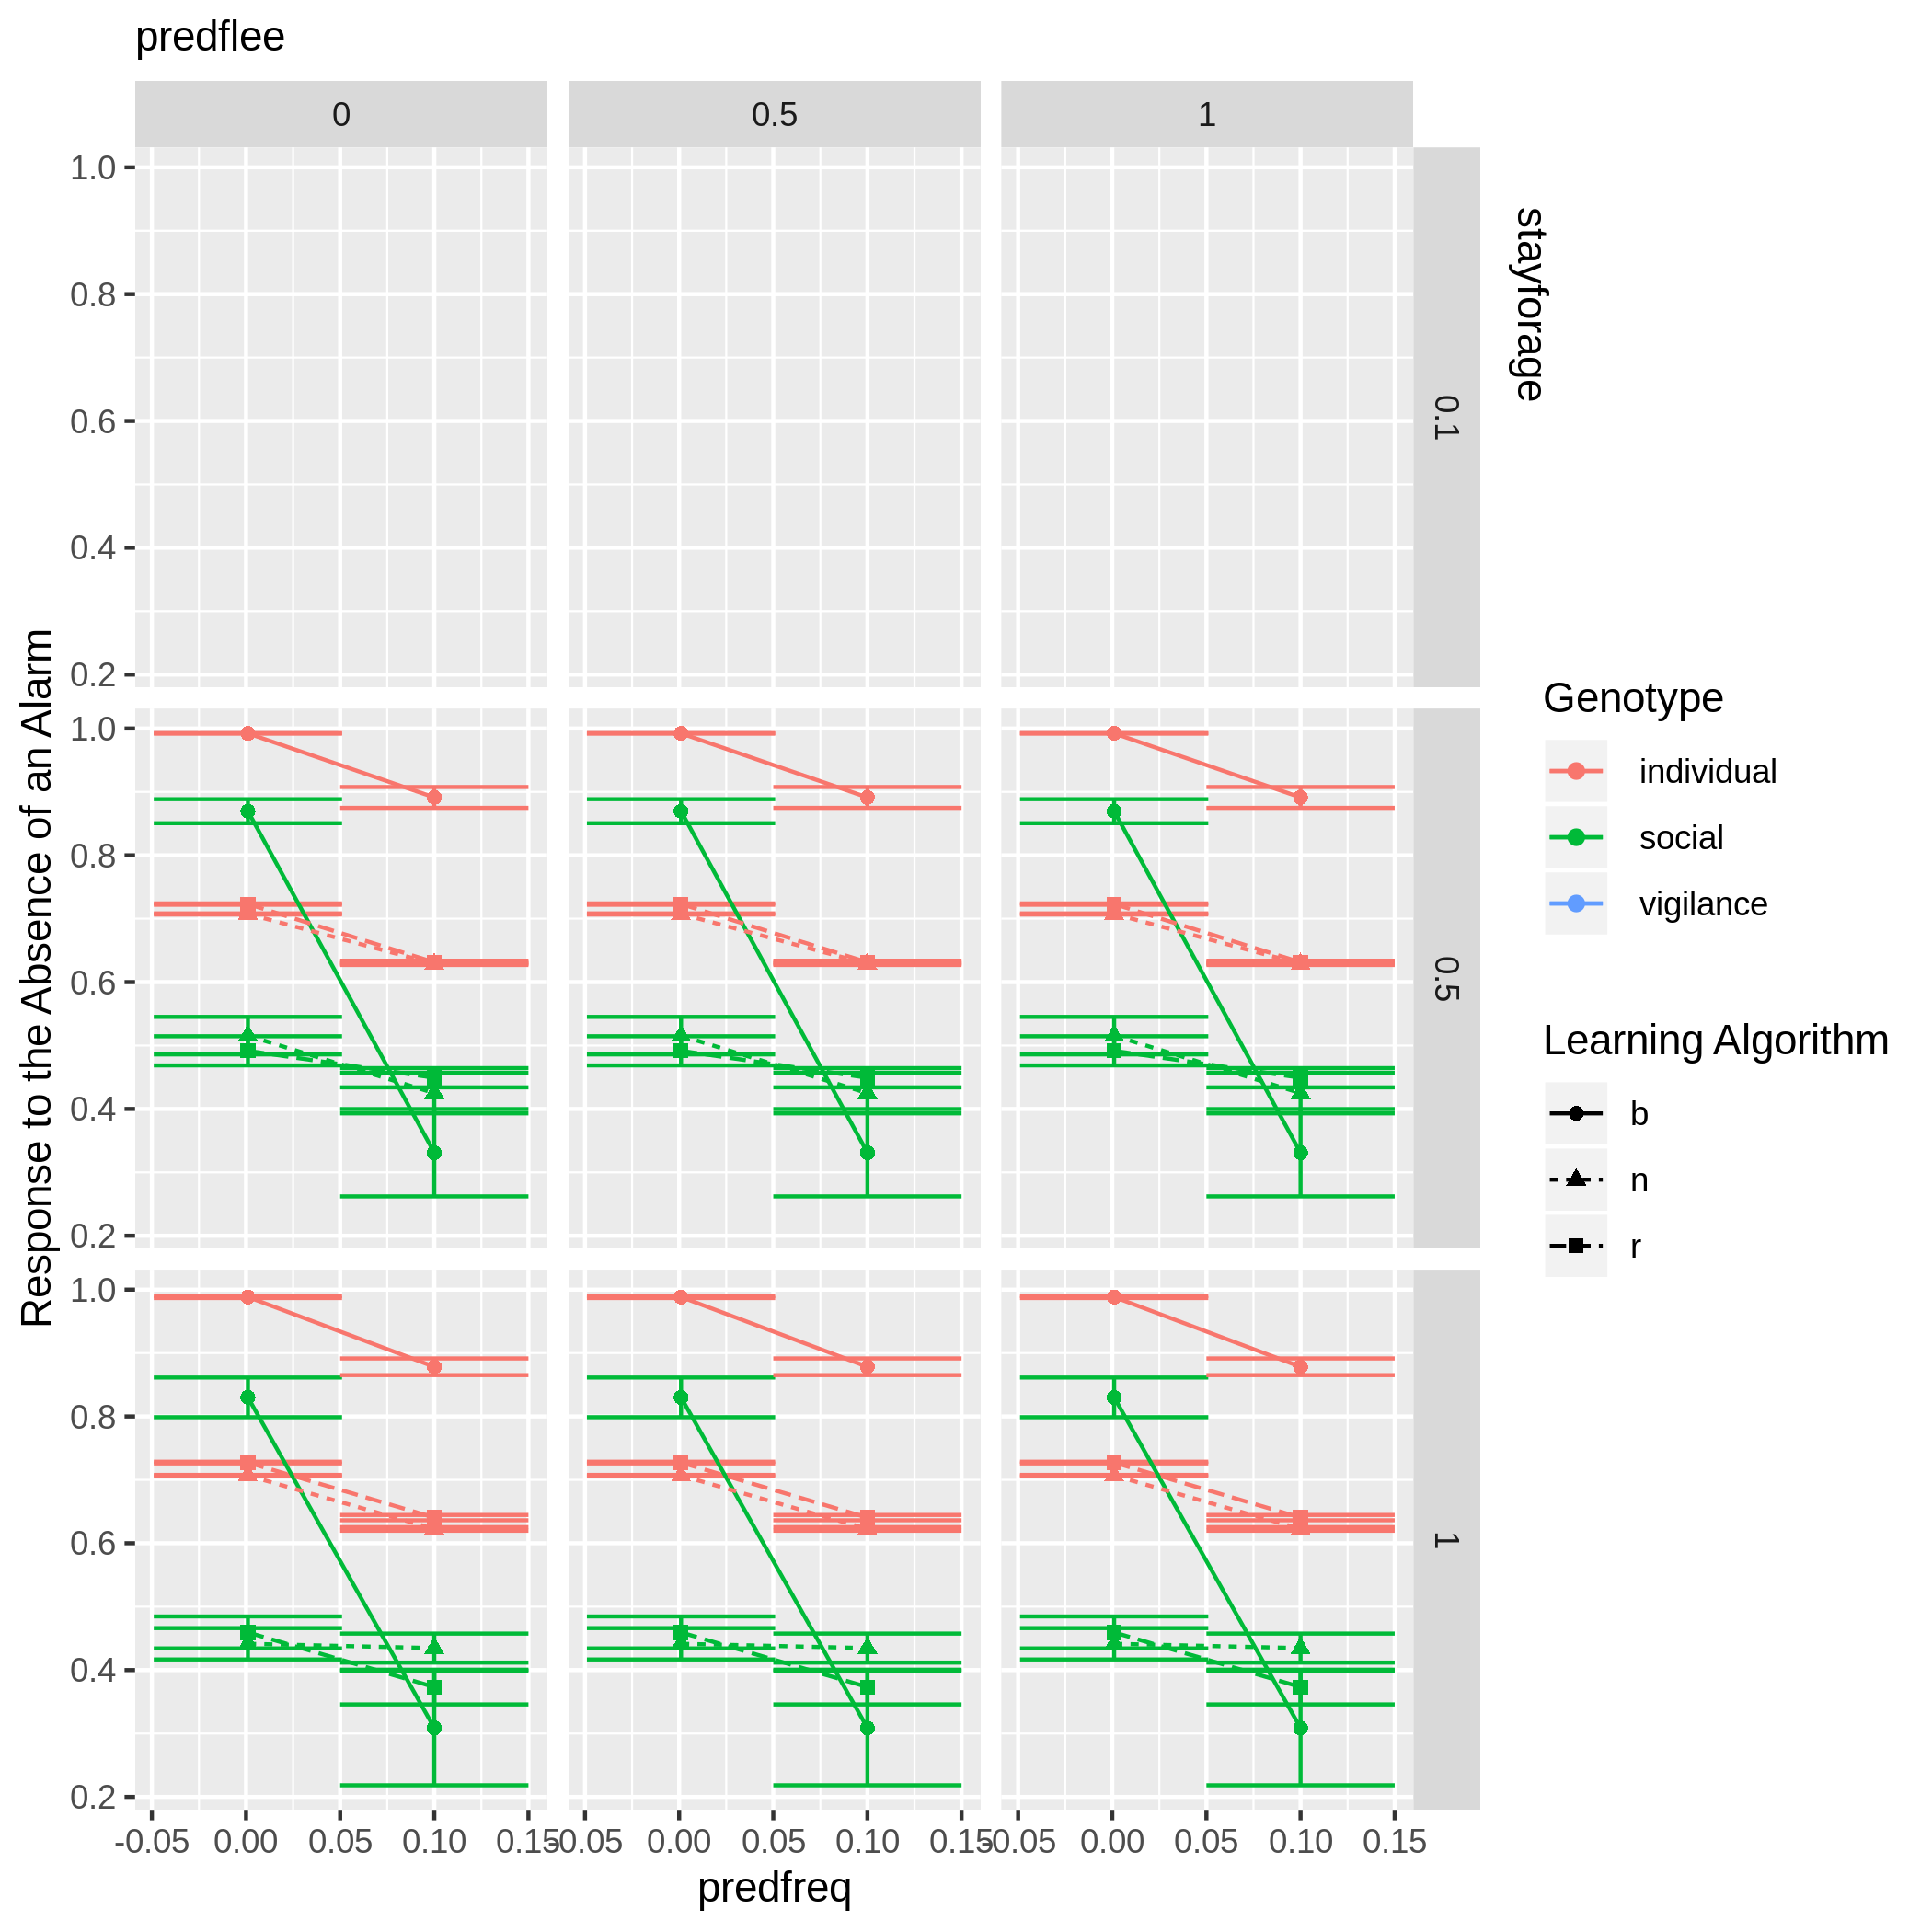 predflee
0 0.5 1
stayforage
0.1
0.5
1
1.0
0.8
0.6
0.4
0.2
1.0
0.8
0.6
0.4
0.2
1.0
0.8
0.6
0.4
0.2
Response to the Absence of an Alarm
-0.05 0.00 0.05 0.10 0.15 -0.05 0.00 0.05 0.10 0.15 -0.05 0.00 0.05 0.10 0.15
predfreq
Genotype
individual
social
vigilance
Learning Algorithm
b
n
r